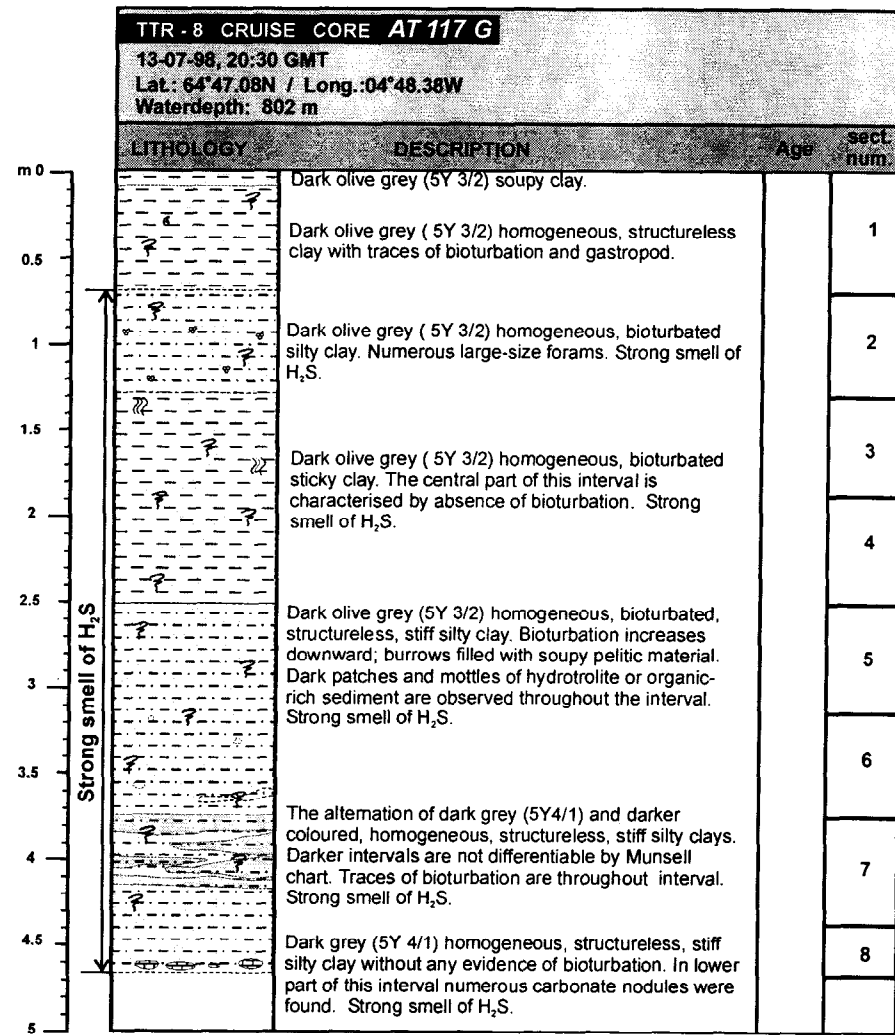 TTR - 8 CRUISE CORE AT 117 G
13-07-98, 20:30 GMT
Lat.: 64°47.08N / Long.:04°48.38W
Waterdepth: 802 m
LITHOLOGY DESCRIPTION Age sect. num.
m 0
0.5
1
1.5
2
2.5
3
3.5
4
4.5
5
Strong smell of H₂S
Dark olive grey (5Y 3/2) soupy clay.
Dark olive grey ( 5Y 3/2) homogeneous, structureless
clay with traces of bioturbation and gastropod.
Dark olive grey ( 5Y 3/2) homogeneous, bioturbated
silty clay. Numerous large-size forams. Strong smell of
H₂S.
Dark olive grey ( 5Y 3/2) homogeneous, bioturbated
sticky clay. The central part of this interval is
characterised by absence of bioturbation. Strong
smell of H₂S.
Dark olive grey (5Y 3/2) homogeneous, bioturbated,
structureless, stiff silty clay. Bioturbation increases
downward; burrows filled with soupy pelitic material.
Dark patches and mottles of hydrotrolite or organic-
rich sediment are observed throughout the interval.
Strong smell of H₂S.
The alternation of dark grey (5Y4/1) and darker
coloured, homogeneous, structureless, stiff silty clays.
Darker intervals are not differentiable by Munsell
chart. Traces of bioturbation are throughout interval.
Strong smell of H₂S.
Dark grey (5Y 4/1) homogeneous, structureless, stiff
silty clay without any evidence of bioturbation. In lower
part of this interval numerous carbonate nodules were
found. Strong smell of H₂S.
1
2
3
4
5
6
7
8